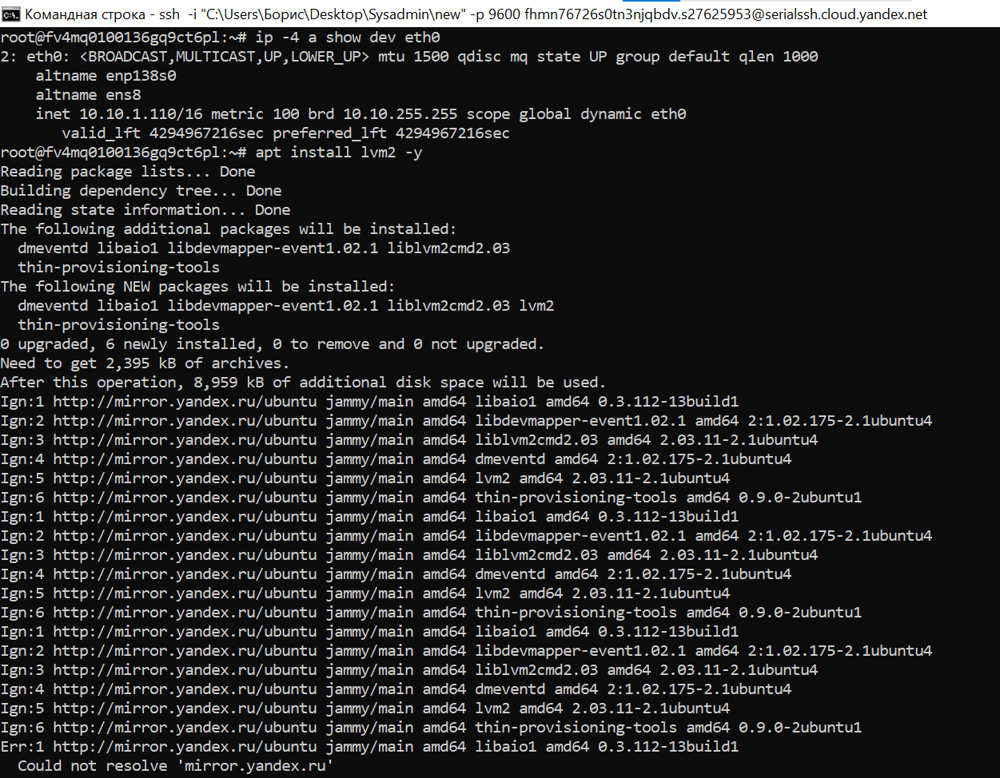 Командная строка - ssh  -i "C:\Users\Борис\Desktop\Sysadmin\new" -p 9600 fhmn76726s0tn3njqbdv.s27625953@serialssh.cloud.yandex.net
root@fv4mq0100136gq9ct6pl:~# ip -4 a show dev eth0
2: eth0: <BROADCAST,MULTICAST,UP,LOWER_UP> mtu 1500 qdisc mq state UP group default qlen 1000
    altname enp138s0
    altname ens8
    inet 10.10.1.110/16 metric 100 brd 10.10.255.255 scope global dynamic eth0
       valid_lft 4294967216sec preferred_lft 4294967216sec
root@fv4mq0100136gq9ct6pl:~# apt install lvm2 -y
Reading package lists... Done
Building dependency tree... Done
Reading state information... Done
The following additional packages will be installed:
  dmeventd libaio1 libdevmapper-event1.02.1 liblvm2cmd2.03
  thin-provisioning-tools
The following NEW packages will be installed:
  dmeventd libaio1 libdevmapper-event1.02.1 liblvm2cmd2.03 lvm2
  thin-provisioning-tools
0 upgraded, 6 newly installed, 0 to remove and 0 not upgraded.
Need to get 2,395 kB of archives.
After this operation, 8,959 kB of additional disk space will be used.
Ign:1 http://mirror.yandex.ru/ubuntu jammy/main amd64 libaio1 amd64 0.3.112-13build1
Ign:2 http://mirror.yandex.ru/ubuntu jammy/main amd64 libdevmapper-event1.02.1 amd64 2:1.02.175-2.1ubuntu4
Ign:3 http://mirror.yandex.ru/ubuntu jammy/main amd64 liblvm2cmd2.03 amd64 2.03.11-2.1ubuntu4
Ign:4 http://mirror.yandex.ru/ubuntu jammy/main amd64 dmeventd amd64 2:1.02.175-2.1ubuntu4
Ign:5 http://mirror.yandex.ru/ubuntu jammy/main amd64 lvm2 amd64 2.03.11-2.1ubuntu4
Ign:6 http://mirror.yandex.ru/ubuntu jammy/main amd64 thin-provisioning-tools amd64 0.9.0-2ubuntu1
Ign:1 http://mirror.yandex.ru/ubuntu jammy/main amd64 libaio1 amd64 0.3.112-13build1
Ign:2 http://mirror.yandex.ru/ubuntu jammy/main amd64 libdevmapper-event1.02.1 amd64 2:1.02.175-2.1ubuntu4
Ign:3 http://mirror.yandex.ru/ubuntu jammy/main amd64 liblvm2cmd2.03 amd64 2.03.11-2.1ubuntu4
Ign:4 http://mirror.yandex.ru/ubuntu jammy/main amd64 dmeventd amd64 2:1.02.175-2.1ubuntu4
Ign:5 http://mirror.yandex.ru/ubuntu jammy/main amd64 lvm2 amd64 2.03.11-2.1ubuntu4
Ign:6 http://mirror.yandex.ru/ubuntu jammy/main amd64 thin-provisioning-tools amd64 0.9.0-2ubuntu1
Ign:1 http://mirror.yandex.ru/ubuntu jammy/main amd64 libaio1 amd64 0.3.112-13build1
Ign:2 http://mirror.yandex.ru/ubuntu jammy/main amd64 libdevmapper-event1.02.1 amd64 2:1.02.175-2.1ubuntu4
Ign:3 http://mirror.yandex.ru/ubuntu jammy/main amd64 liblvm2cmd2.03 amd64 2.03.11-2.1ubuntu4
Ign:4 http://mirror.yandex.ru/ubuntu jammy/main amd64 dmeventd amd64 2:1.02.175-2.1ubuntu4
Ign:5 http://mirror.yandex.ru/ubuntu jammy/main amd64 lvm2 amd64 2.03.11-2.1ubuntu4
Ign:6 http://mirror.yandex.ru/ubuntu jammy/main amd64 thin-provisioning-tools amd64 0.9.0-2ubuntu1
Err:1 http://mirror.yandex.ru/ubuntu jammy/main amd64 libaio1 amd64 0.3.112-13build1
  Could not resolve 'mirror.yandex.ru'